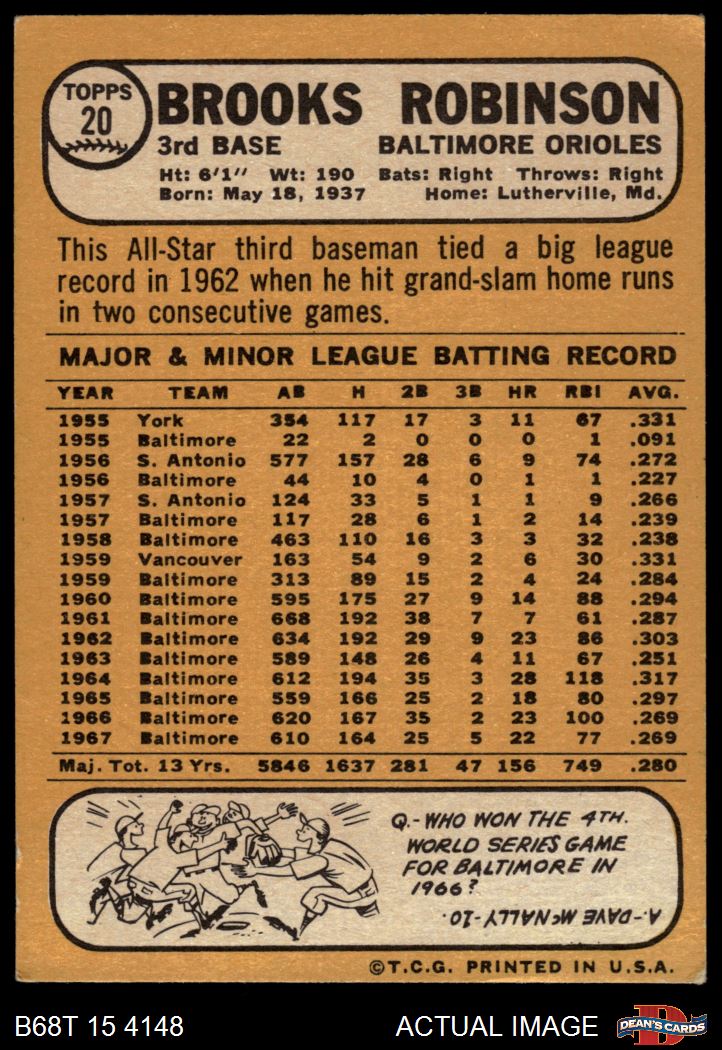 TOPPS
20
BROOKS ROBINSON
3rd BASE BALTIMORE ORIOLES
Ht: 6'1" Wt: 190 Bats: Right Throws: Right
Born: May 18, 1937 Home: Lutherville, Md.
This All-Star third baseman tied a big league
record in 1962 when he hit grand-slam home runs
in two consecutive games.
MAJOR & MINOR LEAGUE BATTING RECORD
YEAR TEAM AB H 2B 3B HR RBI AVG.
1955 York 354 117 17 3 11 67 .331
1955 Baltimore 22 2 0 0 0 1 .091
1956 S. Antonio 577 157 28 6 9 74 .272
1956 Baltimore 44 10 4 0 1 1 .227
1957 S. Antonio 124 33 5 1 1 9 .266
1957 Baltimore 117 28 6 1 2 14 .239
1958 Baltimore 463 110 16 3 3 32 .238
1959 Vancouver 163 54 9 2 6 30 .331
1959 Baltimore 313 89 15 2 4 24 .284
1960 Baltimore 595 175 27 9 14 88 .294
1961 Baltimore 668 192 38 7 7 61 .287
1962 Baltimore 634 192 29 9 23 86 .303
1963 Baltimore 589 148 26 4 11 67 .251
1964 Baltimore 612 194 35 3 28 118 .317
1965 Baltimore 559 166 25 2 18 80 .297
1966 Baltimore 620 167 35 2 23 100 .269
1967 Baltimore 610 164 25 5 22 77 .269
Maj. Tot. 13 Yrs. 5846 1637 281 47 156 749 .280
Q.-WHO WON THE 4TH.
WORLD SERIES GAME
FOR BALTIMORE IN
1966?
A.-DAVE McNALLY-10.
©T.C.G. PRINTED IN U.S.A.
B68T 15 4148 ACTUAL IMAGE
D
DEAN'S CARDS